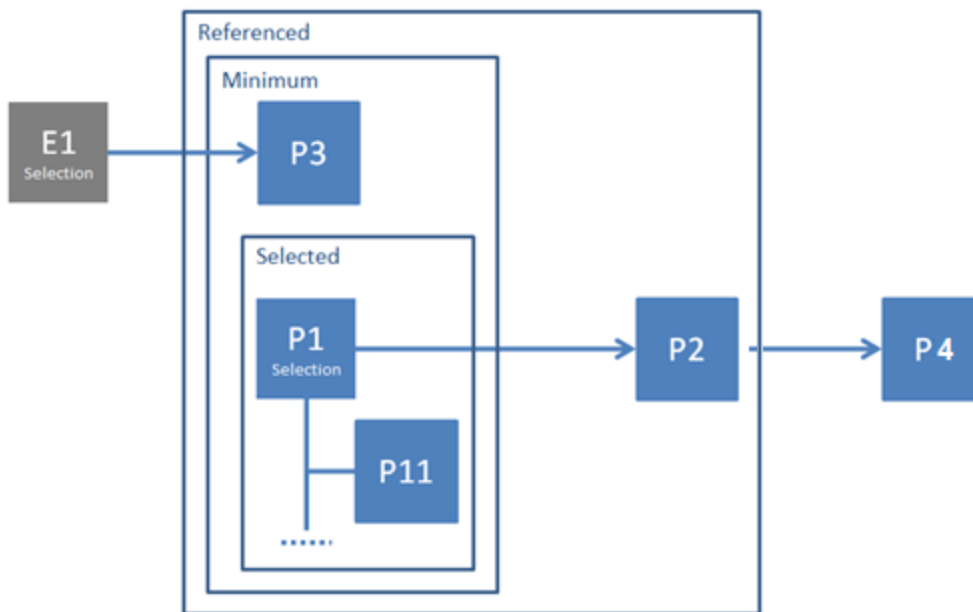 Referenced
Minimum
E1
Selection
P3
Selected
P1
Selection
P2
P4
P11